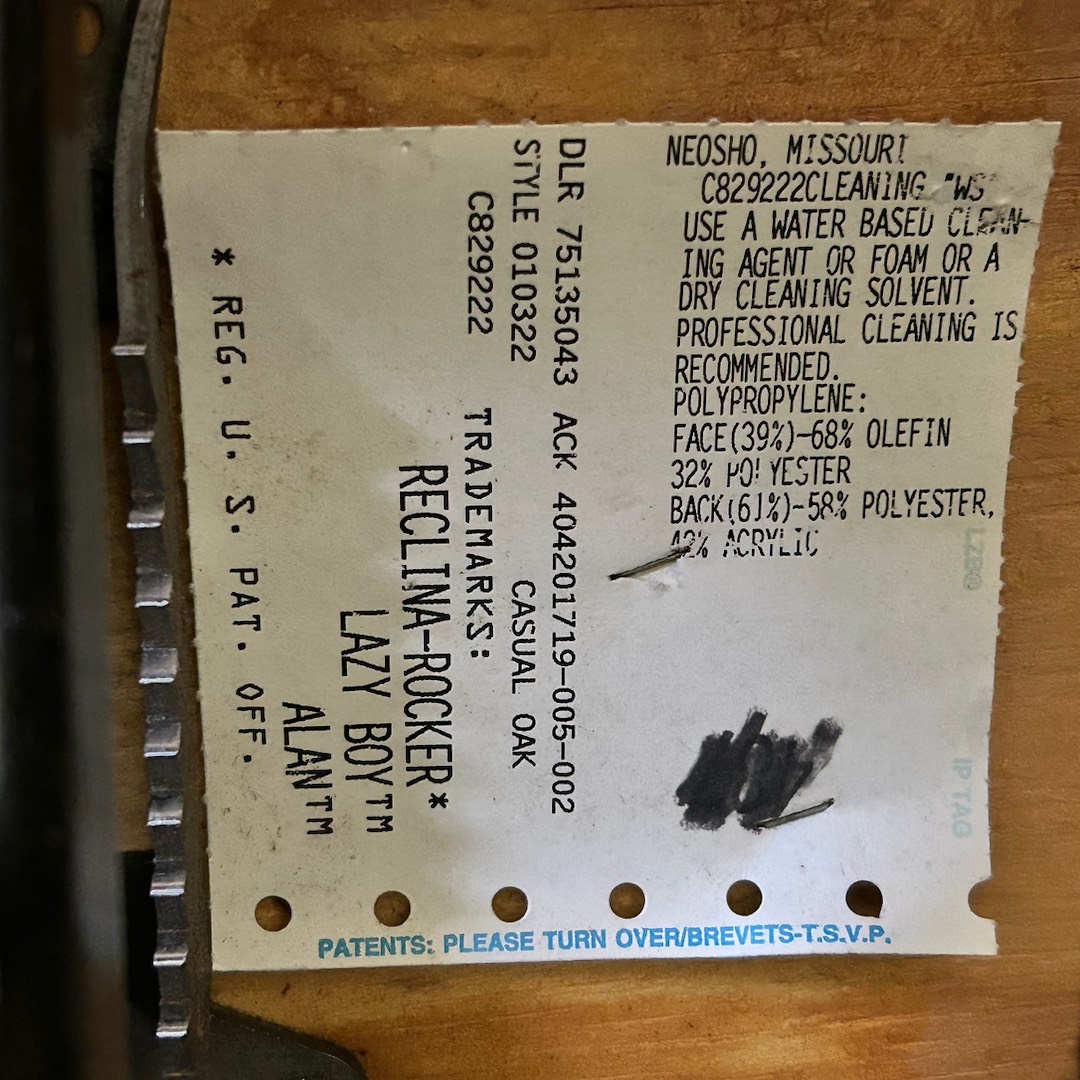 NEOSHO, MISSOURI
C829222CLEANING "WS"
USE A WATER BASED CLEAN-
ING AGENT OR FOAM OR A
DRY CLEANING SOLVENT.
PROFESSIONAL CLEANING IS
RECOMMENDED.
POLYPROPYLENE:
FACE(39%)-68% OLEFIN
32% POLYESTER
BACK(61%)-58% POLYESTER,
42% ACRYLIC
DLR 75135043 ACK 404201719-005-002
STYLE 010322 CASUAL OAK
C829222 TRADEMARKS:
RECLINA-ROCKER*
LAZY BOY™
ALAN™
* REG. U. S. PAT. OFF.
LZBO
IP TAG
PATENTS: PLEASE TURN OVER/BREVETS-T.S.V.P.